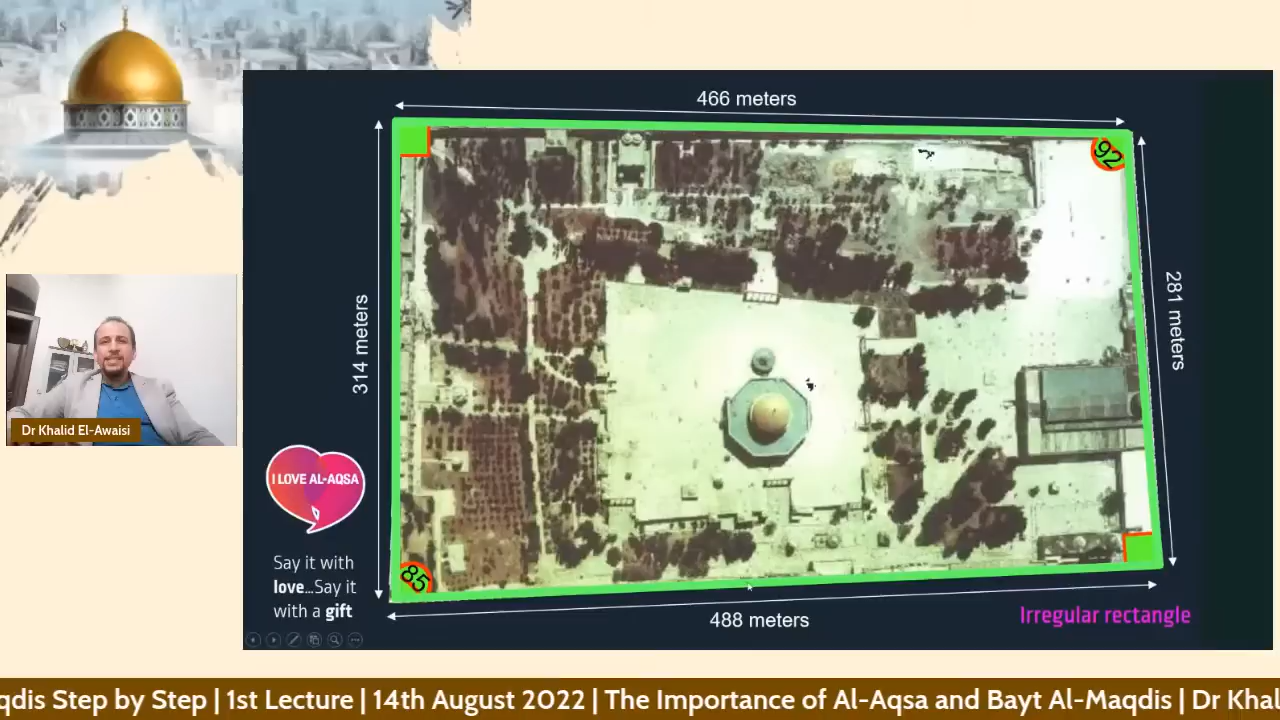 466 meters
92
314 meters
281 meters
Dr Khalid El-Awaisi
I LOVE AL-AQSA
Say it with
love...Say it
with a gift
85
488 meters
Irregular rectangle
qdis Step by Step | 1st Lecture | 14th August 2022 | The Importance of Al-Aqsa and Bayt Al-Maqdis | Dr Khal